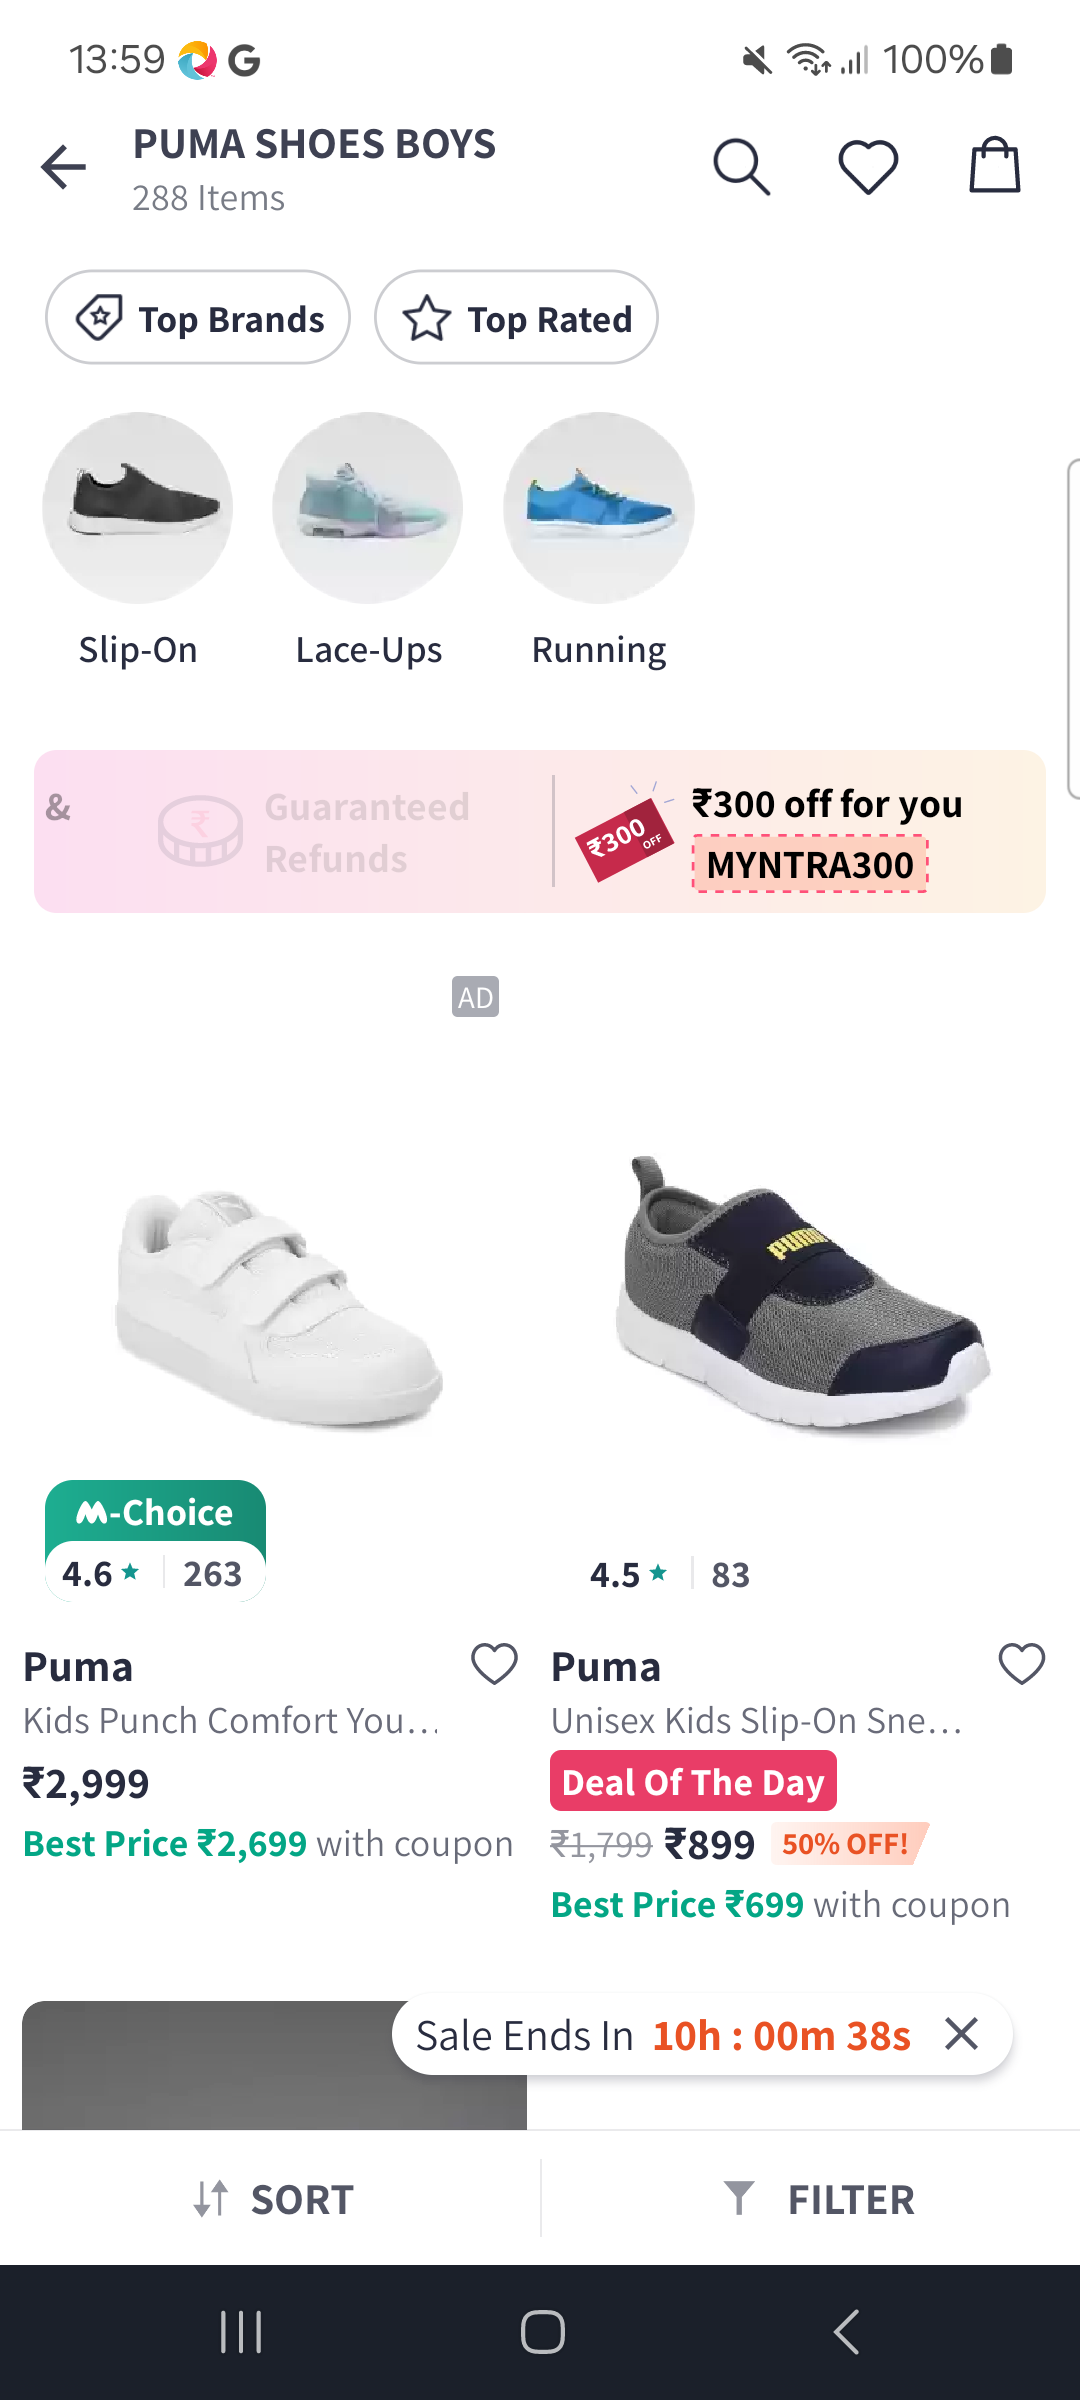 13:59
100%
PUMA SHOES BOYS
288 Items
Top Brands
Top Rated
Slip-On
Lace-Ups
Running
&
Guaranteed
Refunds
₹300
OFF
₹300 off for you
MYNTRA300
AD
PUMA
-Choice
4.6
263
4.5
83
Puma
Kids Punch Comfort You...
₹2,999
Best Price ₹2,699 with coupon
Puma
Unisex Kids Slip-On Sne...
Deal Of The Day
₹1,799 ₹899 50% OFF!
Best Price ₹699 with coupon
Sale Ends In 10h : 00m 38s
SORT
FILTER